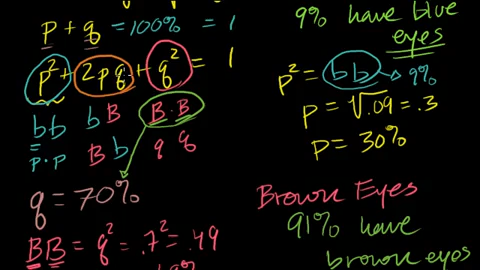 p + q = 100% = 1
p² + 2pq + q² = 1
bb bB B·B
p·p Bb q q
q = 70%
BB = q² = .7² = .49
9% have blue
eyes
p² = bb → 9%
p = √.09 = .3
p = 30%
Brown Eyes
91% have
brown eyes